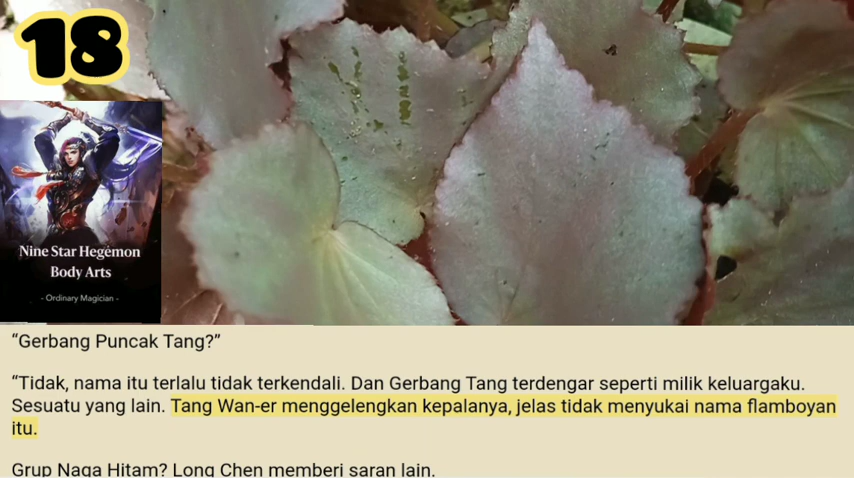 18
Nine Star Hegemon
Body Arts
- Ordinary Magician -
“Gerbang Puncak Tang?”
“Tidak, nama itu terlalu tidak terkendali. Dan Gerbang Tang terdengar seperti milik keluargaku.
Sesuatu yang lain. Tang Wan-er menggelengkan kepalanya, jelas tidak menyukai nama flamboyan
itu.
Grup Naga Hitam? Long Chen memberi saran lain.